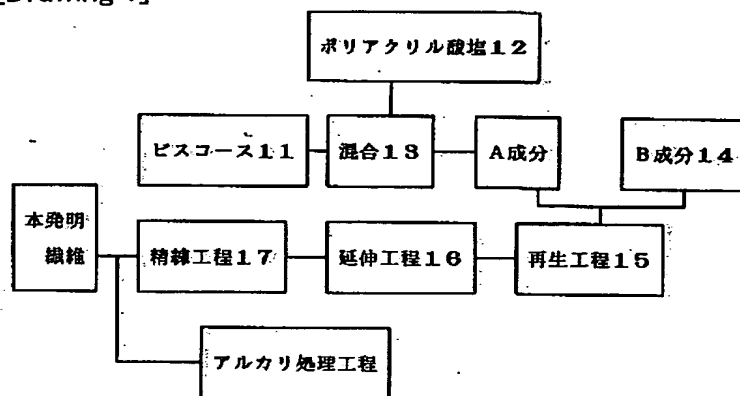 ポリアクリル酸塩12
ビスコース11
混合13
A成分
B成分14
本発明
繊維
精練工程17
延伸工程16
再生工程15
アルカリ処理工程